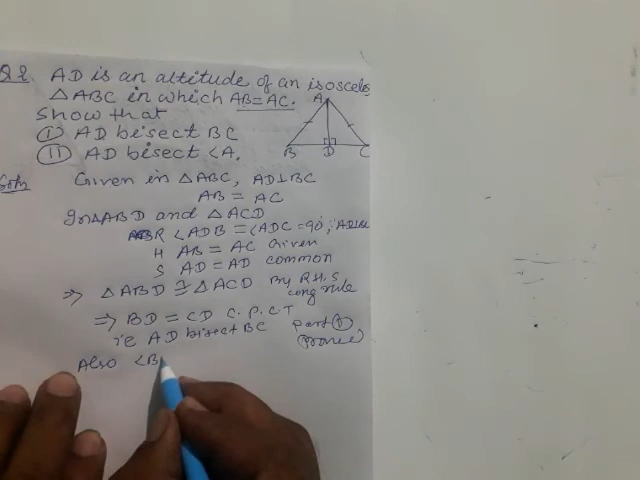 Q2. AD is an altitude of an isosceles
△ABC in which AB=AC.
Show that
(I) AD bisect BC
(II) AD bisect <A.
A
B D C
Soln Given in △ABC, AD⊥BC
AB = AC
In△ABD and △ACD
R <ADB = <ADC = 90°, ∵AD⊥BC
H AB = AC Given
S AD = AD common
⇒ △ABD ≅ △ACD By R.H.S
cong rule
⇒ BD = CD C.P.C.T
i.e AD bisect BC Part (I)
Also <B